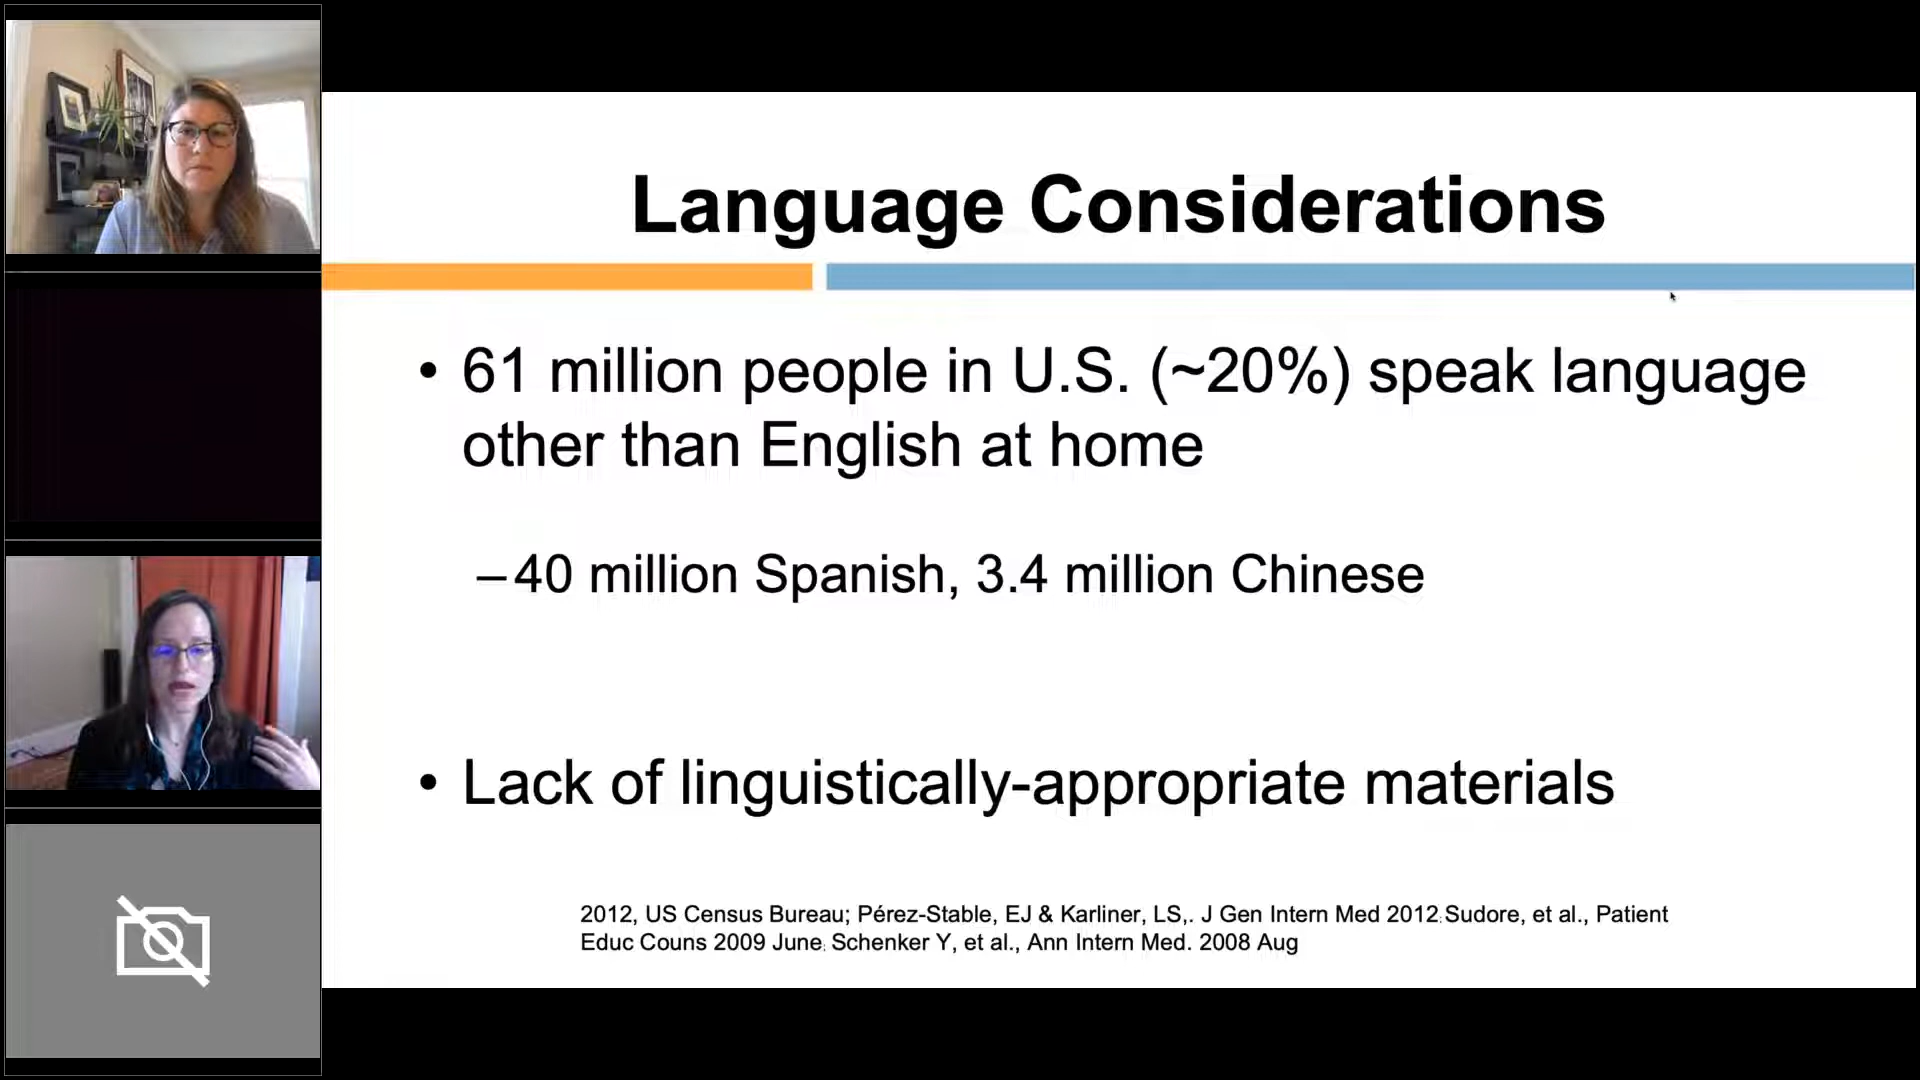 Language Considerations
• 61 million people in U.S. (~20%) speak language
other than English at home
–40 million Spanish, 3.4 million Chinese
• Lack of linguistically-appropriate materials
2012, US Census Bureau; Pérez-Stable, EJ & Karliner, LS,. J Gen Intern Med 2012; Sudore, et al., Patient
Educ Couns 2009 June; Schenker Y, et al., Ann Intern Med. 2008 Aug